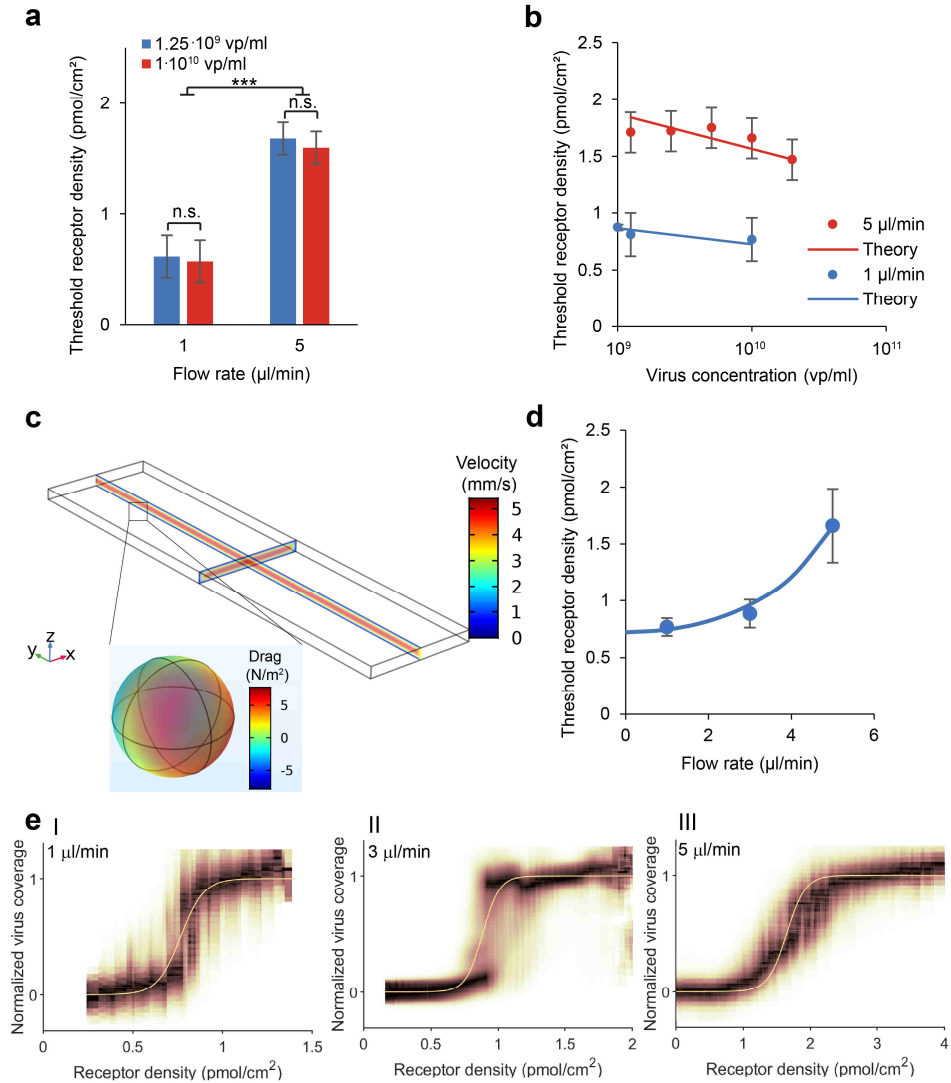 a
1.25·10⁹ vp/ml
1·10¹⁰ vp/ml
Threshold receptor density (pmol/cm²)
2
1
0
***
n.s.
n.s.
1
5
Flow rate (µl/min)
b
Threshold receptor density (pmol/cm²)
2.5
2
1.5
1
0.5
0
5 µl/min
Theory
1 µl/min
Theory
10⁹
10¹⁰
10¹¹
Virus concentration (vp/ml)
c
Velocity
(mm/s)
5
4
3
2
1
0
z
y
x
Drag
(N/m²)
5
0
-5
d
Threshold receptor density (pmol/cm²)
2.5
2
1.5
1
0.5
0
0
2
4
6
Flow rate (µl/min)
e
I
1 µl/min
Normalized virus coverage
1
0
0
0.5
1
1.5
Receptor density (pmol/cm²)
II
3 µl/min
Normalized virus coverage
1
0
0
0.5
1
1.5
2
Receptor density (pmol/cm²)
III
5 µl/min
Normalized virus coverage
1
0
0
1
2
3
4
Receptor density (pmol/cm²)